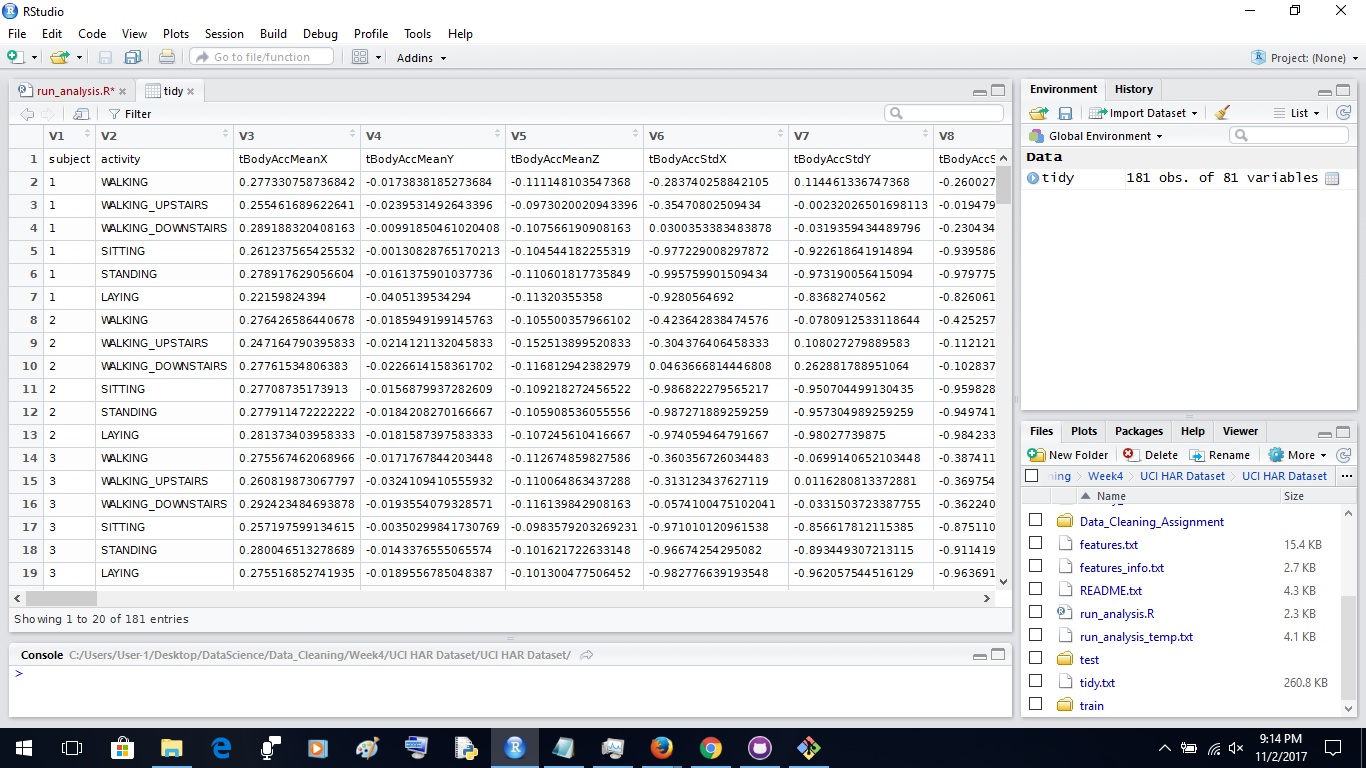 RStudio
File Edit Code View Plots Session Build Debug Profile Tools Help
Go to file/function Addins Project: (None)
run_analysis.R* tidy
Filter
V1 V2 V3 V4 V5 V6 V7 V8
1 subject activity tBodyAccMeanX tBodyAccMeanY tBodyAccMeanZ tBodyAccStdX tBodyAccStdY tBodyAccS
2 1 WALKING 0.277330758736842 -0.0173838185273684 -0.111148103547368 -0.283740258842105 0.114461336747368 -0.260027
3 1 WALKING_UPSTAIRS 0.255461689622641 -0.0239531492643396 -0.0973020020943396 -0.35470802509434 -0.00232026501698113 -0.019479
4 1 WALKING_DOWNSTAIRS 0.289188320408163 -0.00991850461020408 -0.107566190908163 0.0300353383483878 -0.0319359434489796 -0.230434
5 1 SITTING 0.261237565425532 -0.00130828765170213 -0.104544182255319 -0.977229008297872 -0.922618641914894 -0.939586
6 1 STANDING 0.278917629056604 -0.0161375901037736 -0.110601817735849 -0.995759901509434 -0.973190056415094 -0.979775
7 1 LAYING 0.22159824394 -0.0405139534294 -0.11320355358 -0.9280564692 -0.83682740562 -0.826061
8 2 WALKING 0.276426586440678 -0.0185949199145763 -0.105500357966102 -0.423642838474576 -0.0780912533118644 -0.425257
9 2 WALKING_UPSTAIRS 0.247164790395833 -0.0214121132045833 -0.152513899520833 -0.304376406458333 0.108027279889583 -0.112121
10 2 WALKING_DOWNSTAIRS 0.27761534806383 -0.0226614158361702 -0.116812942382979 0.0463666814446808 0.262881788951064 -0.102837
11 2 SITTING 0.27708735173913 -0.0156879937282609 -0.109218272456522 -0.986822279565217 -0.950704499130435 -0.959828
12 2 STANDING 0.277911472222222 -0.0184208270166667 -0.105908536055556 -0.987271889259259 -0.957304989259259 -0.949741
13 2 LAYING 0.281373403958333 -0.0181587397583333 -0.107245610416667 -0.974059464791667 -0.98027739875 -0.984233
14 3 WALKING 0.275567462068966 -0.0171767844203448 -0.112674859827586 -0.360356726034483 -0.0699140652103448 -0.387411
15 3 WALKING_UPSTAIRS 0.260819873067797 -0.0324109410555932 -0.110064863437288 -0.313123437627119 0.0116280813372881 -0.369754
16 3 WALKING_DOWNSTAIRS 0.292423484693878 -0.0193554079328571 -0.116139842908163 -0.0574100475102041 -0.0331503723387755 -0.362240
17 3 SITTING 0.257197599134615 -0.00350299841730769 -0.0983579203269231 -0.971010120961538 -0.856617812115385 -0.875110
18 3 STANDING 0.280046513278689 -0.0143376555065574 -0.101621722633148 -0.96674254295082 -0.893449307213115 -0.911419
19 3 LAYING 0.275516852741935 -0.0189556785048387 -0.101300477506452 -0.982776639193548 -0.962057544516129 -0.963691
Showing 1 to 20 of 181 entries
Console C:/Users/User-1/Desktop/DataScience/Data_Cleaning/Week4/UCI HAR Dataset/UCI HAR Dataset/
>
Environment History
Import Dataset List
Global Environment
Data
tidy 181 obs. of 81 variables
Files Plots Packages Help Viewer
New Folder Delete Rename More
ning Week4 UCI HAR Dataset UCI HAR Dataset ...
Name Size
Data_Cleaning_Assignment
features.txt 15.4 KB
features_info.txt 2.7 KB
README.txt 4.3 KB
run_analysis.R 2.3 KB
run_analysis_temp.txt 4.1 KB
test
tidy.txt 260.8 KB
train
9:14 PM
11/2/2017